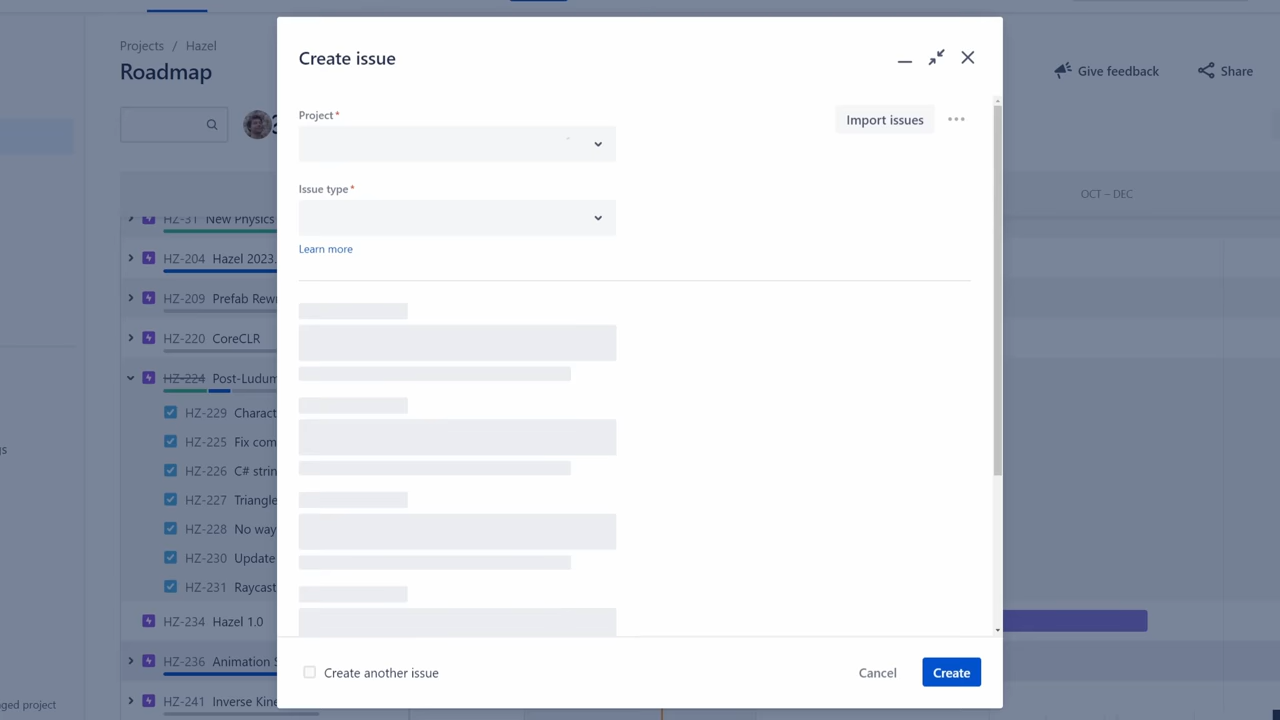 Projects / Hazel
Roadmap
Give feedback
Share
OCT – DEC
HZ-31 New Physics
HZ-204 Hazel 2023.
HZ-209 Prefab Rew
HZ-220 CoreCLR
HZ-224 Post-Ludum
HZ-229 Charact
HZ-225 Fix com
HZ-226 C# strin
HZ-227 Triangle
HZ-228 No way
HZ-230 Update
HZ-231 Raycast
HZ-234 Hazel 1.0
HZ-236 Animation S
HZ-241 Inverse Kine
ged project
Create issue
Project *
Import issues
Issue type *
Learn more
Create another issue
Cancel
Create